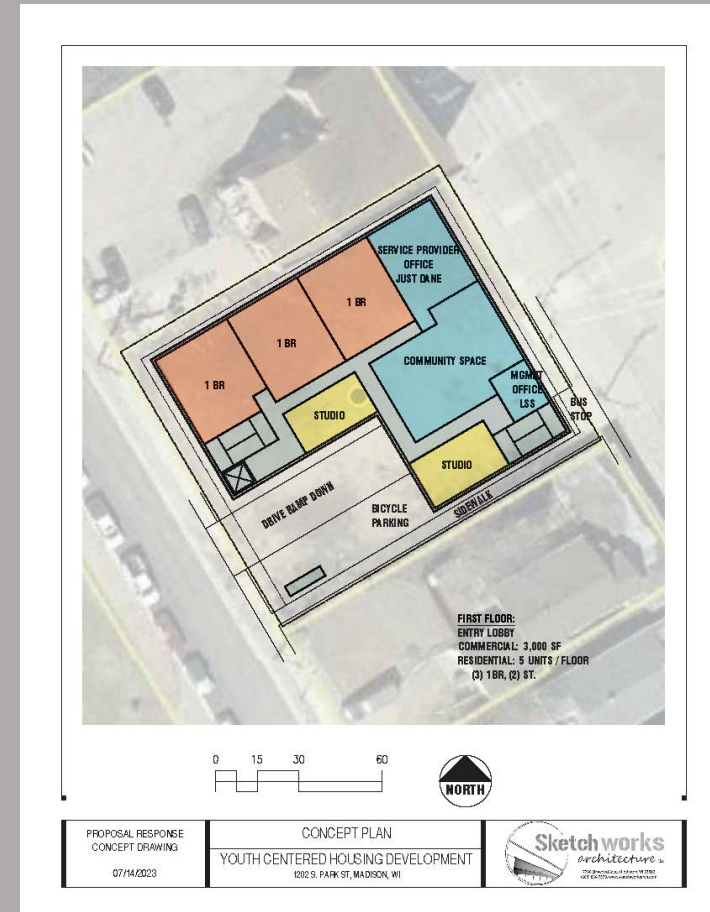 SERVICE PROVIDER
OFFICE
JUST DANE
1 BR
1 BR
1 BR
COMMUNITY SPACE
MGMT
OFFICE
LSS
BUS
STOP
STUDIO
STUDIO
DRIVE RAMP DOWN
BICYCLE
PARKING
SIDEWALK
FIRST FLOOR:
ENTRY LOBBY
COMMERCIAL: 3,000 SF
RESIDENTIAL: 5 UNITS / FLOOR
(3) 1 BR, (2) ST.
0 15 30 60
NORTH
PROPOSAL RESPONSE
CONCEPT DRAWING
07/14/2023
CONCEPT PLAN
YOUTH CENTERED HOUSING DEVELOPMENT
1202 S. PARK ST, MADISON, WI
Sketchworks
architecture